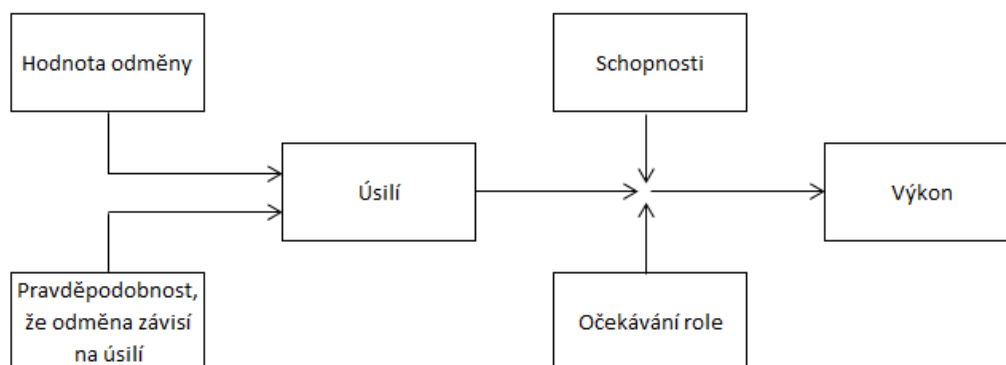 Hodnota odměny
Schopnosti
Úsilí
Výkon
Pravděpodobnost,
že odměna závisí
na úsilí
Očekávání role